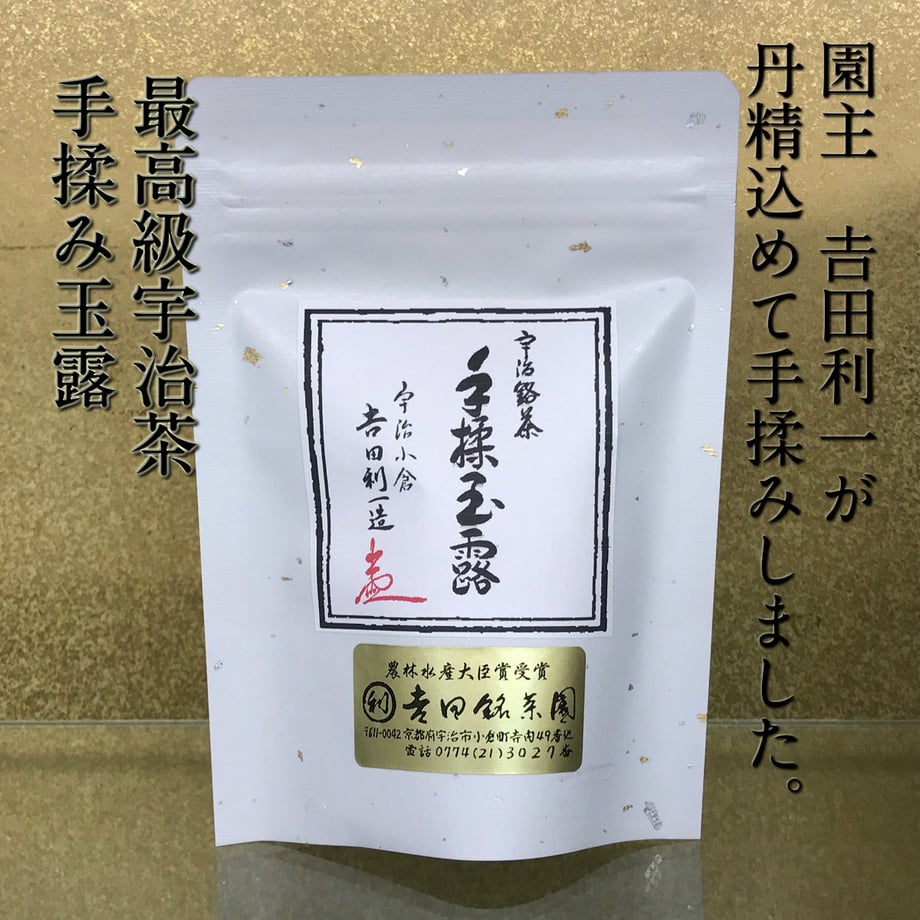 園主 𠮷田利一が
丹精込めて手揉みしました。
最高級宇治茶
手揉み玉露
宇治銘茶
手揉玉露
宇治小倉
𠮷田利一造
農林水産大臣賞受賞
利 𠮷田銘茶園
〒611-0042 京都府宇治市小倉町寺内49番地
電話 0774(21)3027番